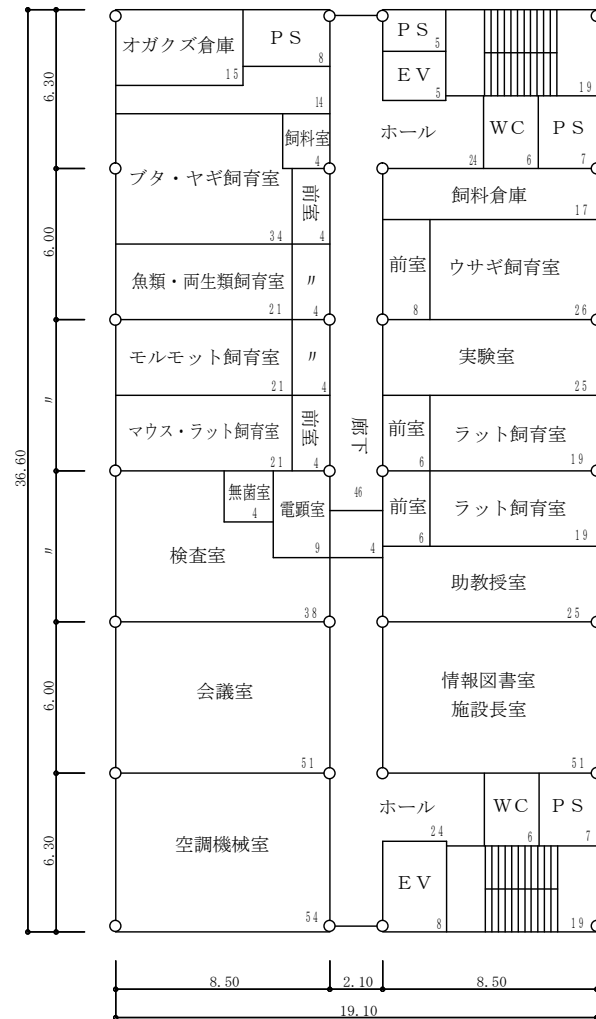 オガクズ倉庫
15
ＰＳ
8
14
飼料室
4
ブタ・ヤギ飼育室
34
前室
4
魚類・両生類飼育室
21
〃
4
モルモット飼育室
21
〃
4
マウス・ラット飼育室
21
前室
4
無菌室
4
電顕室
9
検査室
38
会議室
51
空調機械室
54
廊下
46
4
ＰＳ
5
ＥＶ
5
19
ホール
24
ＷＣ
6
ＰＳ
7
飼料倉庫
17
前室
8
ウサギ飼育室
26
実験室
25
前室
6
ラット飼育室
19
前室
6
ラット飼育室
19
助教授室
25
情報図書室
施設長室
51
ホール
24
ＷＣ
6
ＰＳ
7
ＥＶ
8
19
6.30
6.00
〃
〃
6.00
6.30
36.60
8.50
2.10
8.50
19.10